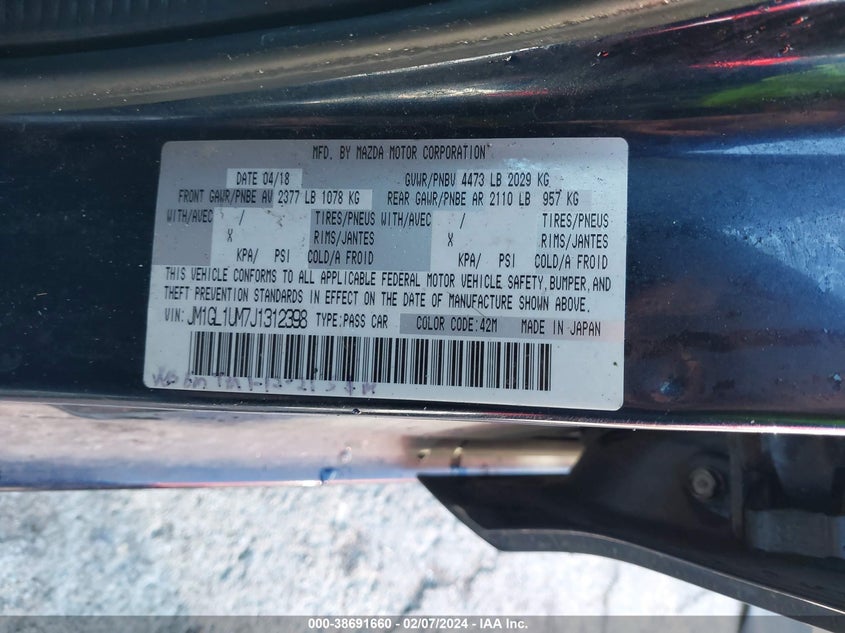 MFD. BY MAZDA MOTOR CORPORATION
DATE 04/18 GVWR/PNBV 4473 LB 2029 KG
FRONT GAWR/PNBE AV 2377 LB 1078 KG REAR GAWR/PNBE AR 2110 LB 957 KG
WITH/AVEC / TIRES/PNEUS WITH/AVEC / TIRES/PNEUS
X RIMS/JANTES X RIMS/JANTES
KPA/ PSI COLD/A FROID KPA/ PSI COLD/A FROID
THIS VEHICLE CONFORMS TO ALL APPLICABLE FEDERAL MOTOR VEHICLE SAFETY, BUMPER, AND
THEFT PREVENTION STANDARDS IN EFFECT ON THE DATE OF MANUFACTURE SHOWN ABOVE.
VIN: JM1GL1UM7J1312398 TYPE:PASS CAR COLOR CODE:42M MADE IN JAPAN
000-38691660 - 02/07/2024 - IAA Inc.